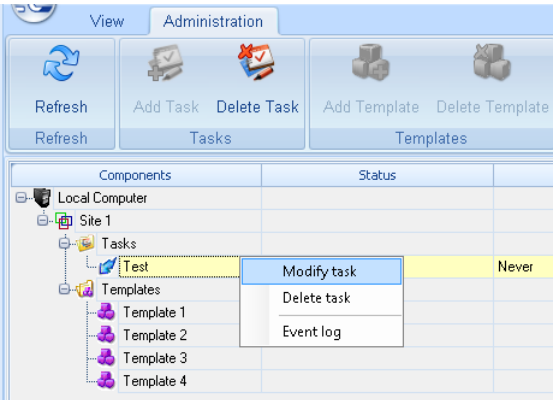 View Administration
Refresh Add Task Delete Task Add Template Delete Template
Refresh Tasks Templates
Components Status
Local Computer
Site 1
Tasks
Test Modify task Never
Templates Delete task
Template 1
Template 2 Event log
Template 3
Template 4